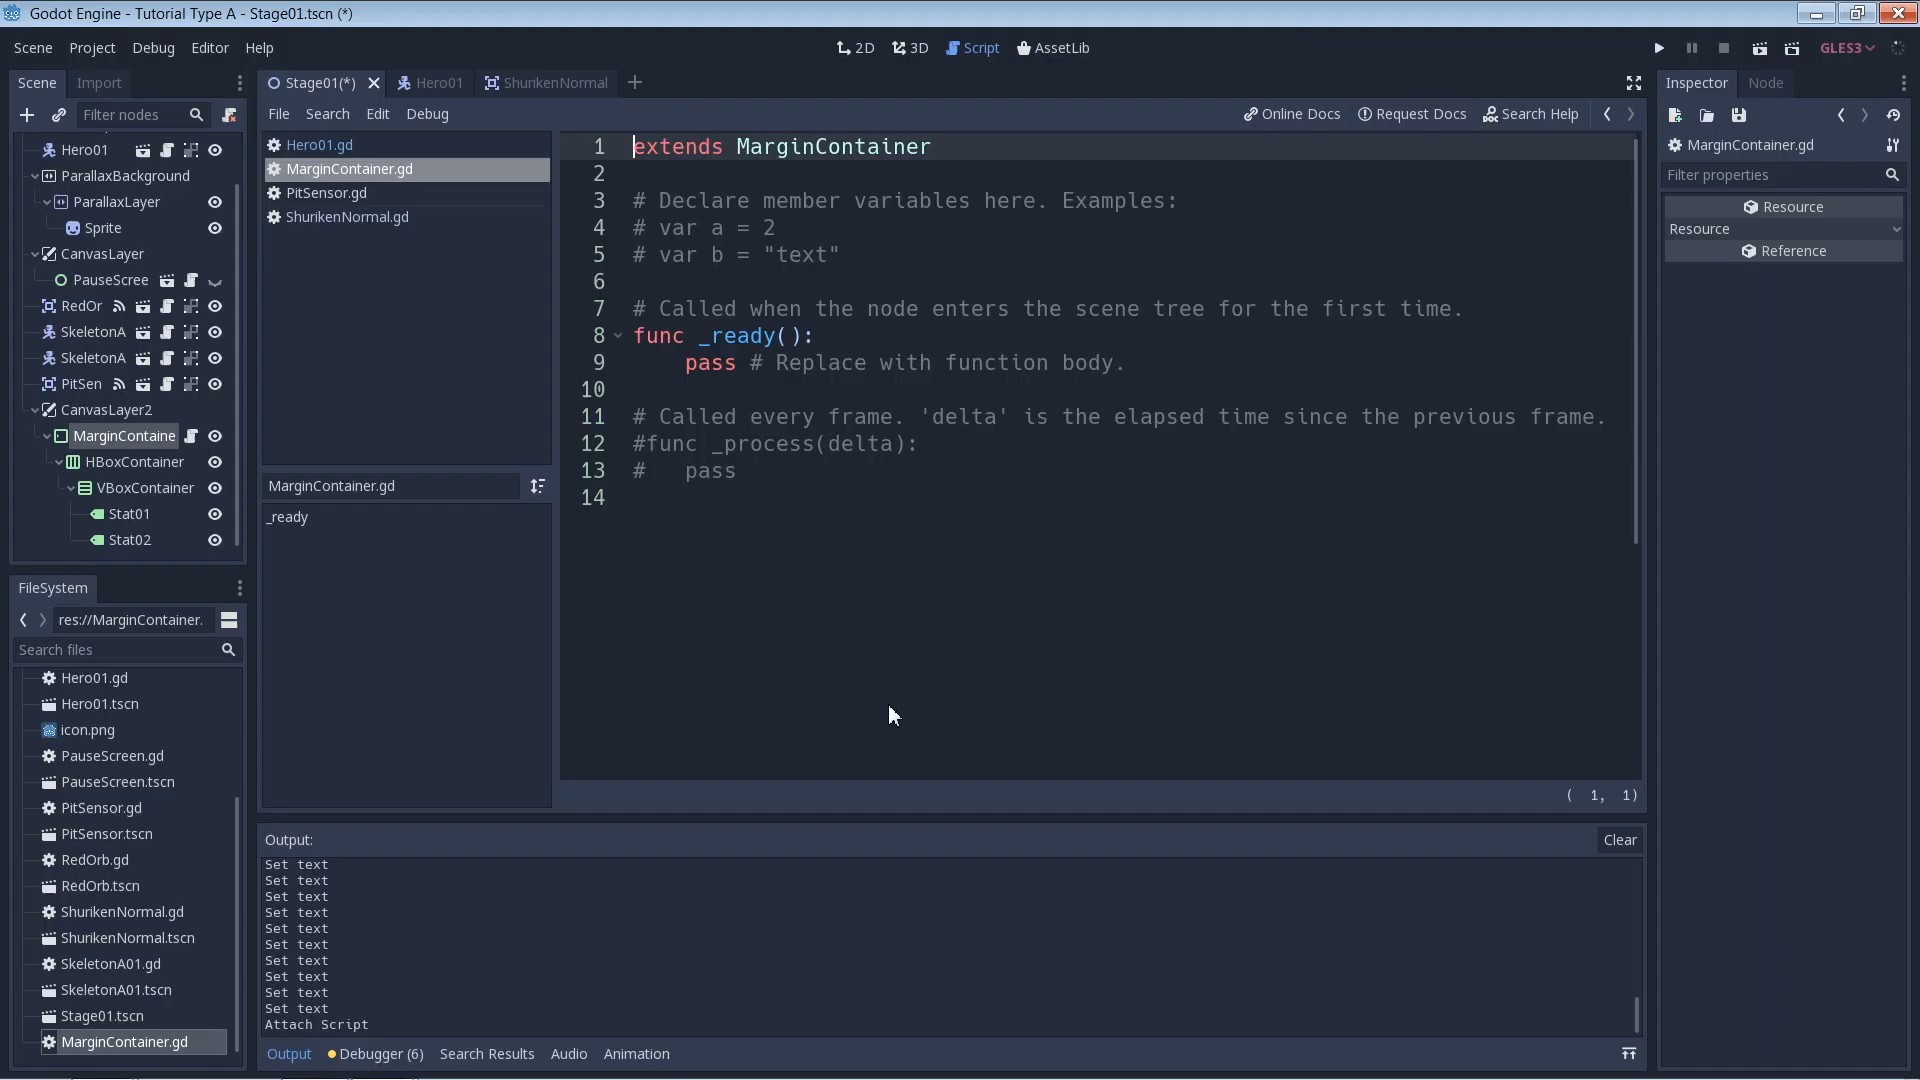 Godot Engine - Tutorial Type A - Stage01.tscn (*)
Scene Project Debug Editor Help
2D 3D Script AssetLib
GLES3
Scene Import
Stage01(*) Hero01 ShurikenNormal
Inspector Node
Filter nodes
File Search Edit Debug
Online Docs Request Docs Search Help
Hero01
ParallaxBackground
ParallaxLayer
Sprite
CanvasLayer
PauseScree
RedOr
SkeletonA
SkeletonA
PitSen
CanvasLayer2
MarginContaine
HBoxContainer
VBoxContainer
Stat01
Stat02
Hero01.gd
MarginContainer.gd
PitSensor.gd
ShurikenNormal.gd
MarginContainer.gd
_ready
1 extends MarginContainer
2
3 # Declare member variables here. Examples:
4 # var a = 2
5 # var b = "text"
6
7 # Called when the node enters the scene tree for the first time.
8 func _ready():
9 pass # Replace with function body.
10
11 # Called every frame. 'delta' is the elapsed time since the previous frame.
12 #func _process(delta):
13 # pass
14
( 1, 1)
MarginContainer.gd
Filter properties
Resource
Resource
Reference
FileSystem
res://MarginContainer.
Search files
Hero01.gd
Hero01.tscn
icon.png
PauseScreen.gd
PauseScreen.tscn
PitSensor.gd
PitSensor.tscn
RedOrb.gd
RedOrb.tscn
ShurikenNormal.gd
ShurikenNormal.tscn
SkeletonA01.gd
SkeletonA01.tscn
Stage01.tscn
MarginContainer.gd
Output:
Clear
Set text
Set text
Set text
Set text
Set text
Set text
Set text
Set text
Set text
Set text
Attach Script
Output Debugger (6) Search Results Audio Animation